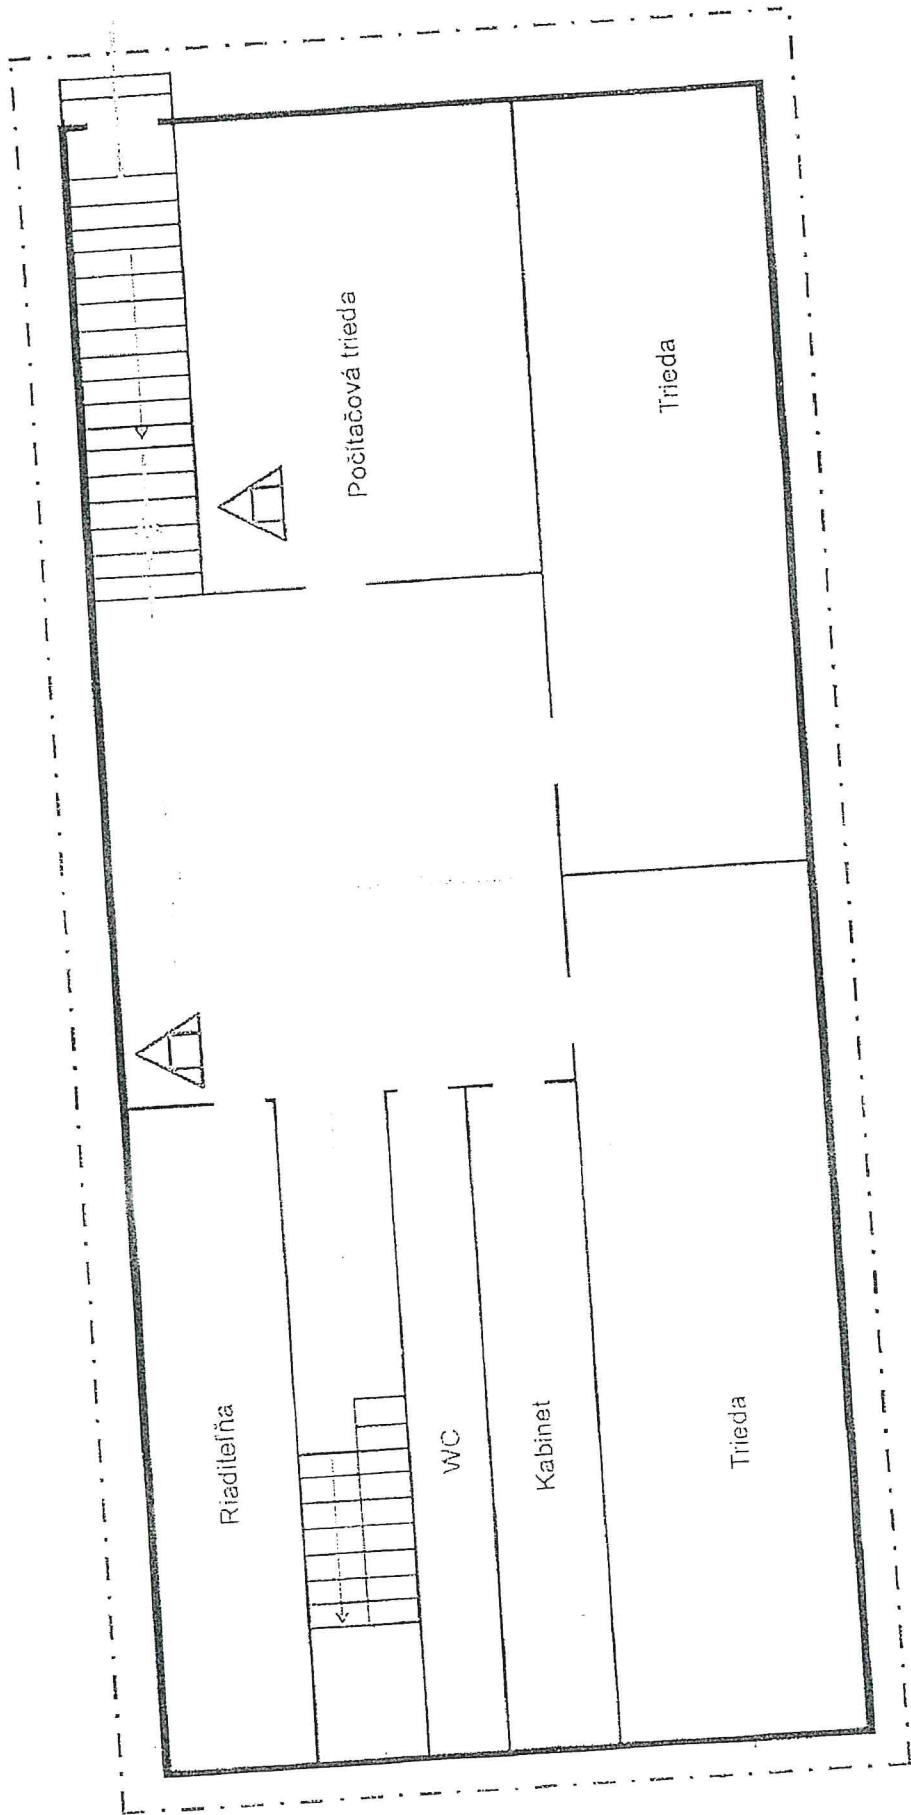 Počítačová trieda
Trieda
Riaditeľňa
WC
Kabinet
Trieda